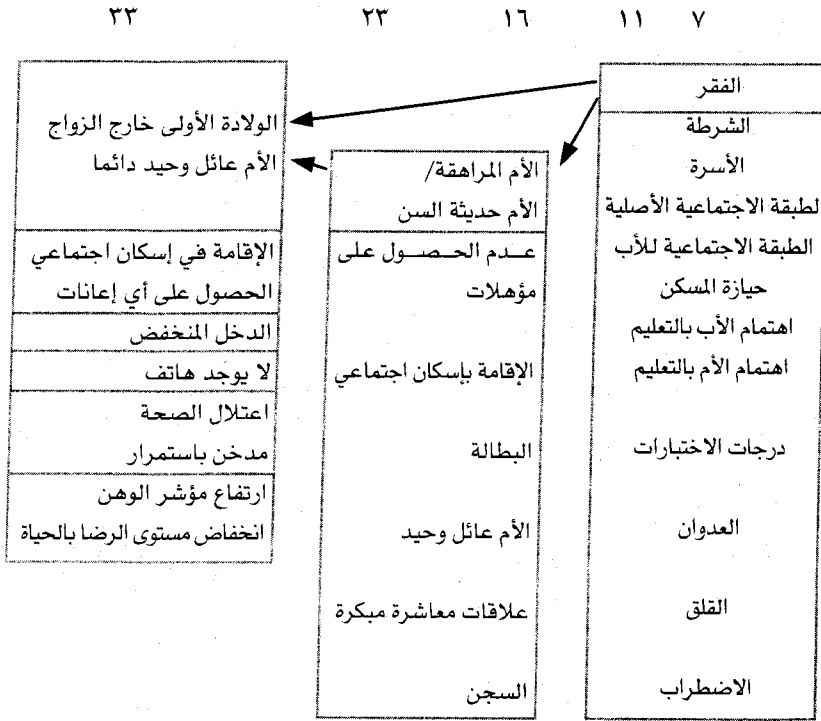 ٧ ١١ ١٦ ٢٣ ٣٣
الفقر
الشرطة
الأسرة
لطبقة الاجتماعية الأصلية
الطبقة الاجتماعية للأب
حيازة المسكن
اهتمام الأب بالتعليم
اهتمام الأم بالتعليم
درجات الاختبارات
العدوان
القلق
الاضطراب
الأم المراهقة/
الأم حديثة السن
عــدم الحــصــول على
مؤهلات
الإقامة بإسكان اجتماعي
البطالة
الأم عائل وحيد
علاقات معاشرة مبكرة
السجن
الولادة الأولى خارج الزواج
الأم عائل وحيد دائما
الإقامة في إسكان اجتماعي
الحصول على أي إعانات
الدخل المنخفض
لا يوجد هاتف
اعتلال الصحة
مدخن باستمرار
ارتفاع مؤشر الوهن
انخفاض مستوى الرضا بالحياة